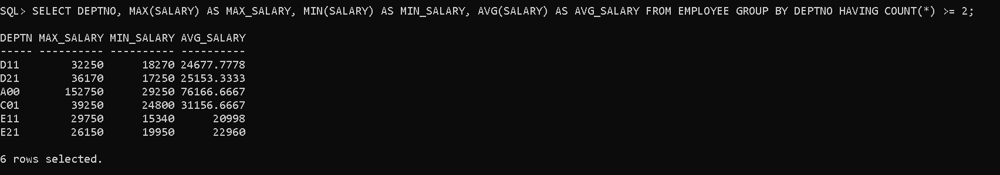 SQL> SELECT DEPTNO, MAX(SALARY) AS MAX_SALARY, MIN(SALARY) AS MIN_SALARY, AVG(SALARY) AS AVG_SALARY FROM EMPLOYEE GROUP BY DEPTNO HAVING COUNT(*) >= 2;

DEPTN MAX_SALARY MIN_SALARY AVG_SALARY
----- ---------- ---------- ----------
D11        32250      18270 24677.7778
D21        36170      17250 25153.3333
A00       152750      29250 76166.6667
C01        39250      24800 31156.6667
E11        29750      15340      20998
E21        26150      19950      22960

6 rows selected.